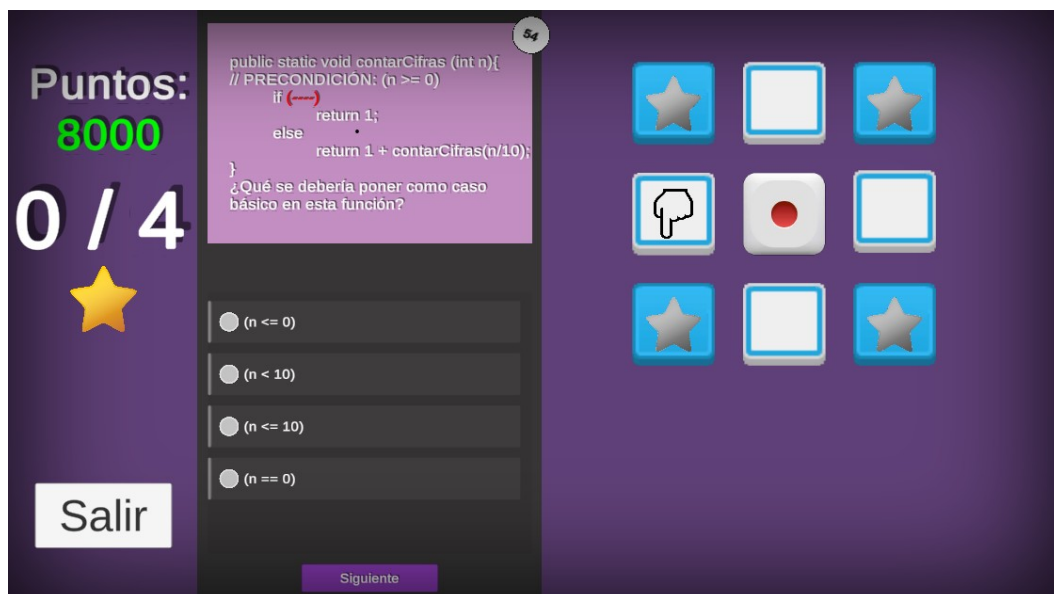 Puntos:
8000
0 / 4
Salir
54
public static void contarCifras (int n){
// PRECONDICIÓN: (n >= 0)
if (----)
return 1;
else
return 1 + contarCifras(n/10);
}
¿Qué se debería poner como caso
básico en esta función?
(n <= 0)
(n < 10)
(n <= 10)
(n == 0)
Siguiente